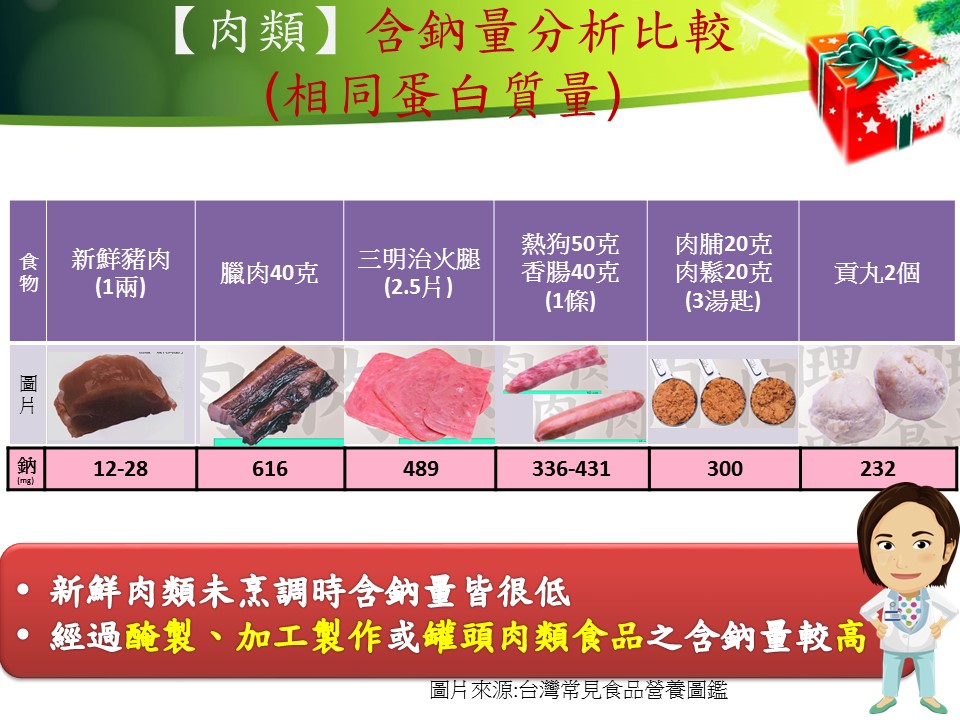 【肉類】含鈉量分析比較
(相同蛋白質量)
食物
新鮮豬肉
(1兩)
臘肉40克
三明治火腿
(2.5片)
熱狗50克
香腸40克
(1條)
肉脯20克
肉鬆20克
(3湯匙)
貢丸2個
圖片
鈉
(mg)
12-28
616
489
336-431
300
232
• 新鮮肉類未烹調時含鈉量皆很低
• 經過醃製、加工製作或罐頭肉類食品之含鈉量較高
圖片來源:台灣常見食品營養圖鑑